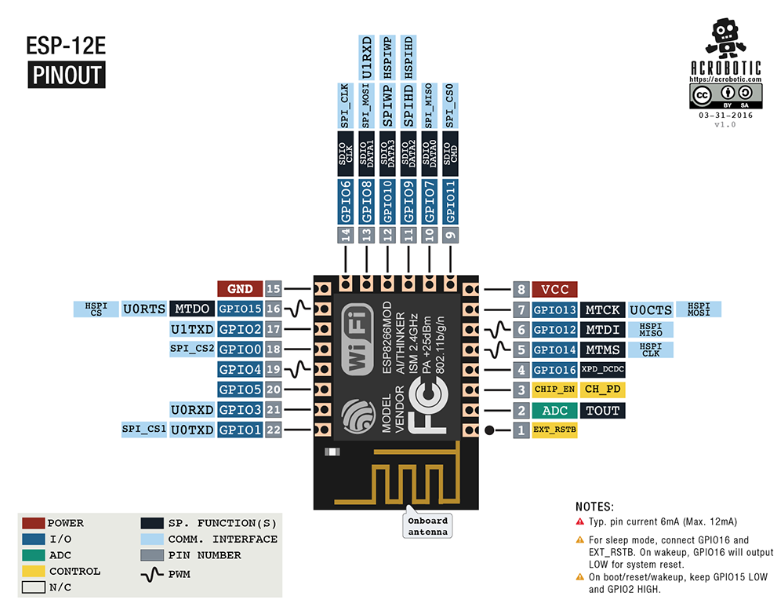 ESP-12E
PINOUT
ACROBOTIC
https://acrobotic.com
CC BY SA
03-31-2016
v1.0
SPI_CLK SDIO CLK GPIO6 14
U1RXD SPI_MOSI SDIO DATA1 GPIO8 13
HSPIWP SPIWP SDIO DATA3 GPIO10 12
HSPIHD SPIHD SDIO DATA2 GPIO9 11
SPI_MISO SDIO DATA0 GPIO7 10
SPI_CS0 SDIO CMD GPIO11 9
GND 15
HSPI CS U0RTS MTDO GPIO15 16
U1TXD GPIO2 17
SPI_CS2 GPIO0 18
GPIO4 19
GPIO5 20
U0RXD GPIO3 21
SPI_CS1 U0TXD GPIO1 22
8 VCC
7 GPIO13 MTCK U0CTS HSPI MOSI
6 GPIO12 MTDI HSPI MISO
5 GPIO14 MTMS HSPI CLK
4 GPIO16 XPD_DCDC
3 CHIP_EN CH_PD
2 ADC TOUT
1 EXT_RSTB
WiFi
MODEL ESP8266MOD
VENDOR AI/THINKER
ISM 2.4GHz
PA +25dBm
802.11b/g/n
FC
Onboard
antenna
POWER
I/O
ADC
CONTROL
N/C
SP. FUNCTION(S)
COMM. INTERFACE
PIN NUMBER
PWM
NOTES:
Typ. pin current 6mA (Max. 12mA)
For sleep mode, connect GPIO16 and
EXT_RSTB. On wakeup, GPIO16 will output
LOW for system reset.
On boot/reset/wakeup, keep GPIO15 LOW
and GPIO2 HIGH.